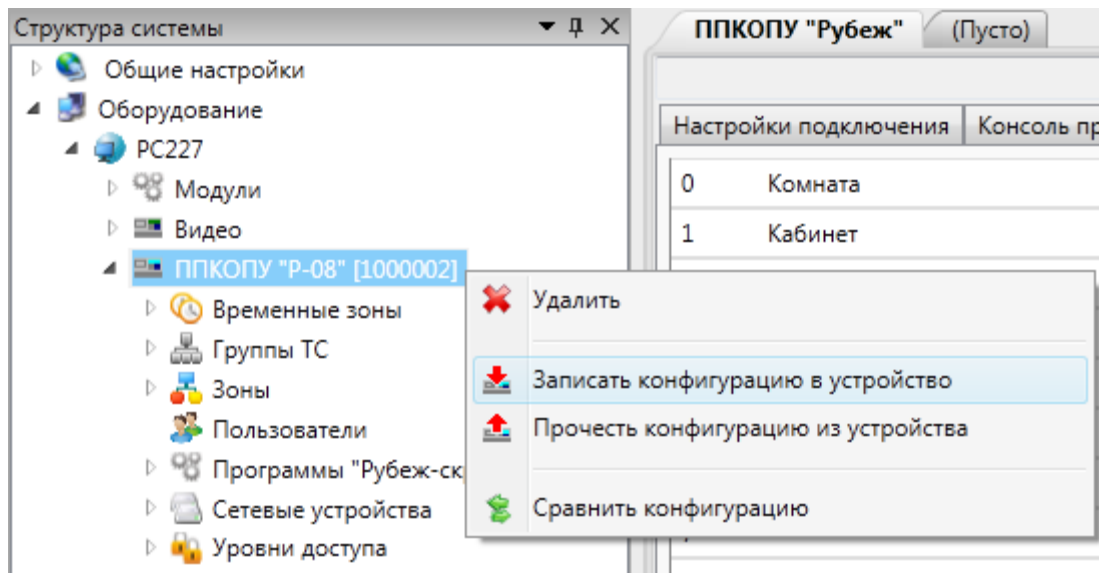 Структура системы
Общие настройки
Оборудование
PC227
Модули
Видео
ППКОПУ "Р-08" [1000002]
Временные зоны
Группы ТС
Зоны
Пользователи
Программы "Рубеж-ск
Сетевые устройства
Уровни доступа
ППКОПУ "Рубеж" (Пусто)
Настройки подключения Консоль пр
0 Комната
1 Кабинет
Удалить
Записать конфигурацию в устройство
Прочесть конфигурацию из устройства
Сравнить конфигурацию